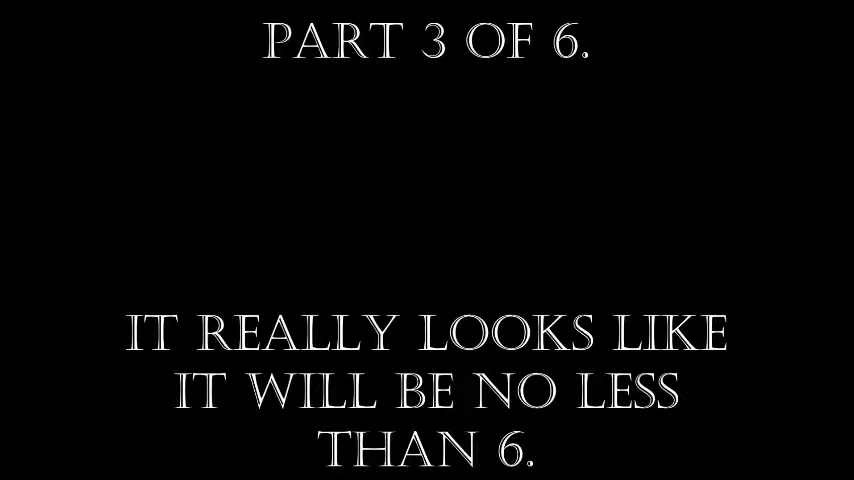 PART 3 OF 6.
IT REALLY LOOKS LIKE
IT WILL BE NO LESS
THAN 6.